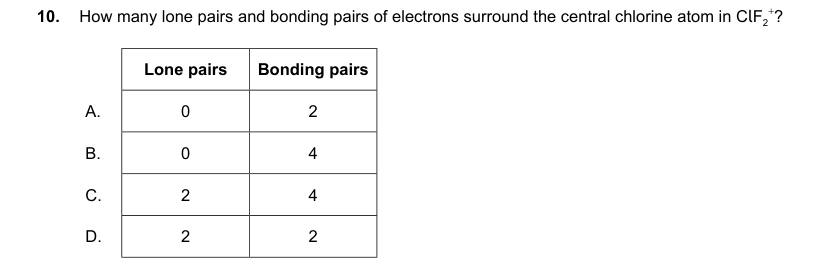 10. How many lone pairs and bonding pairs of electrons surround the central chlorine atom in ClF₂⁺?
Lone pairs Bonding pairs
A. 0 2
B. 0 4
C. 2 4
D. 2 2